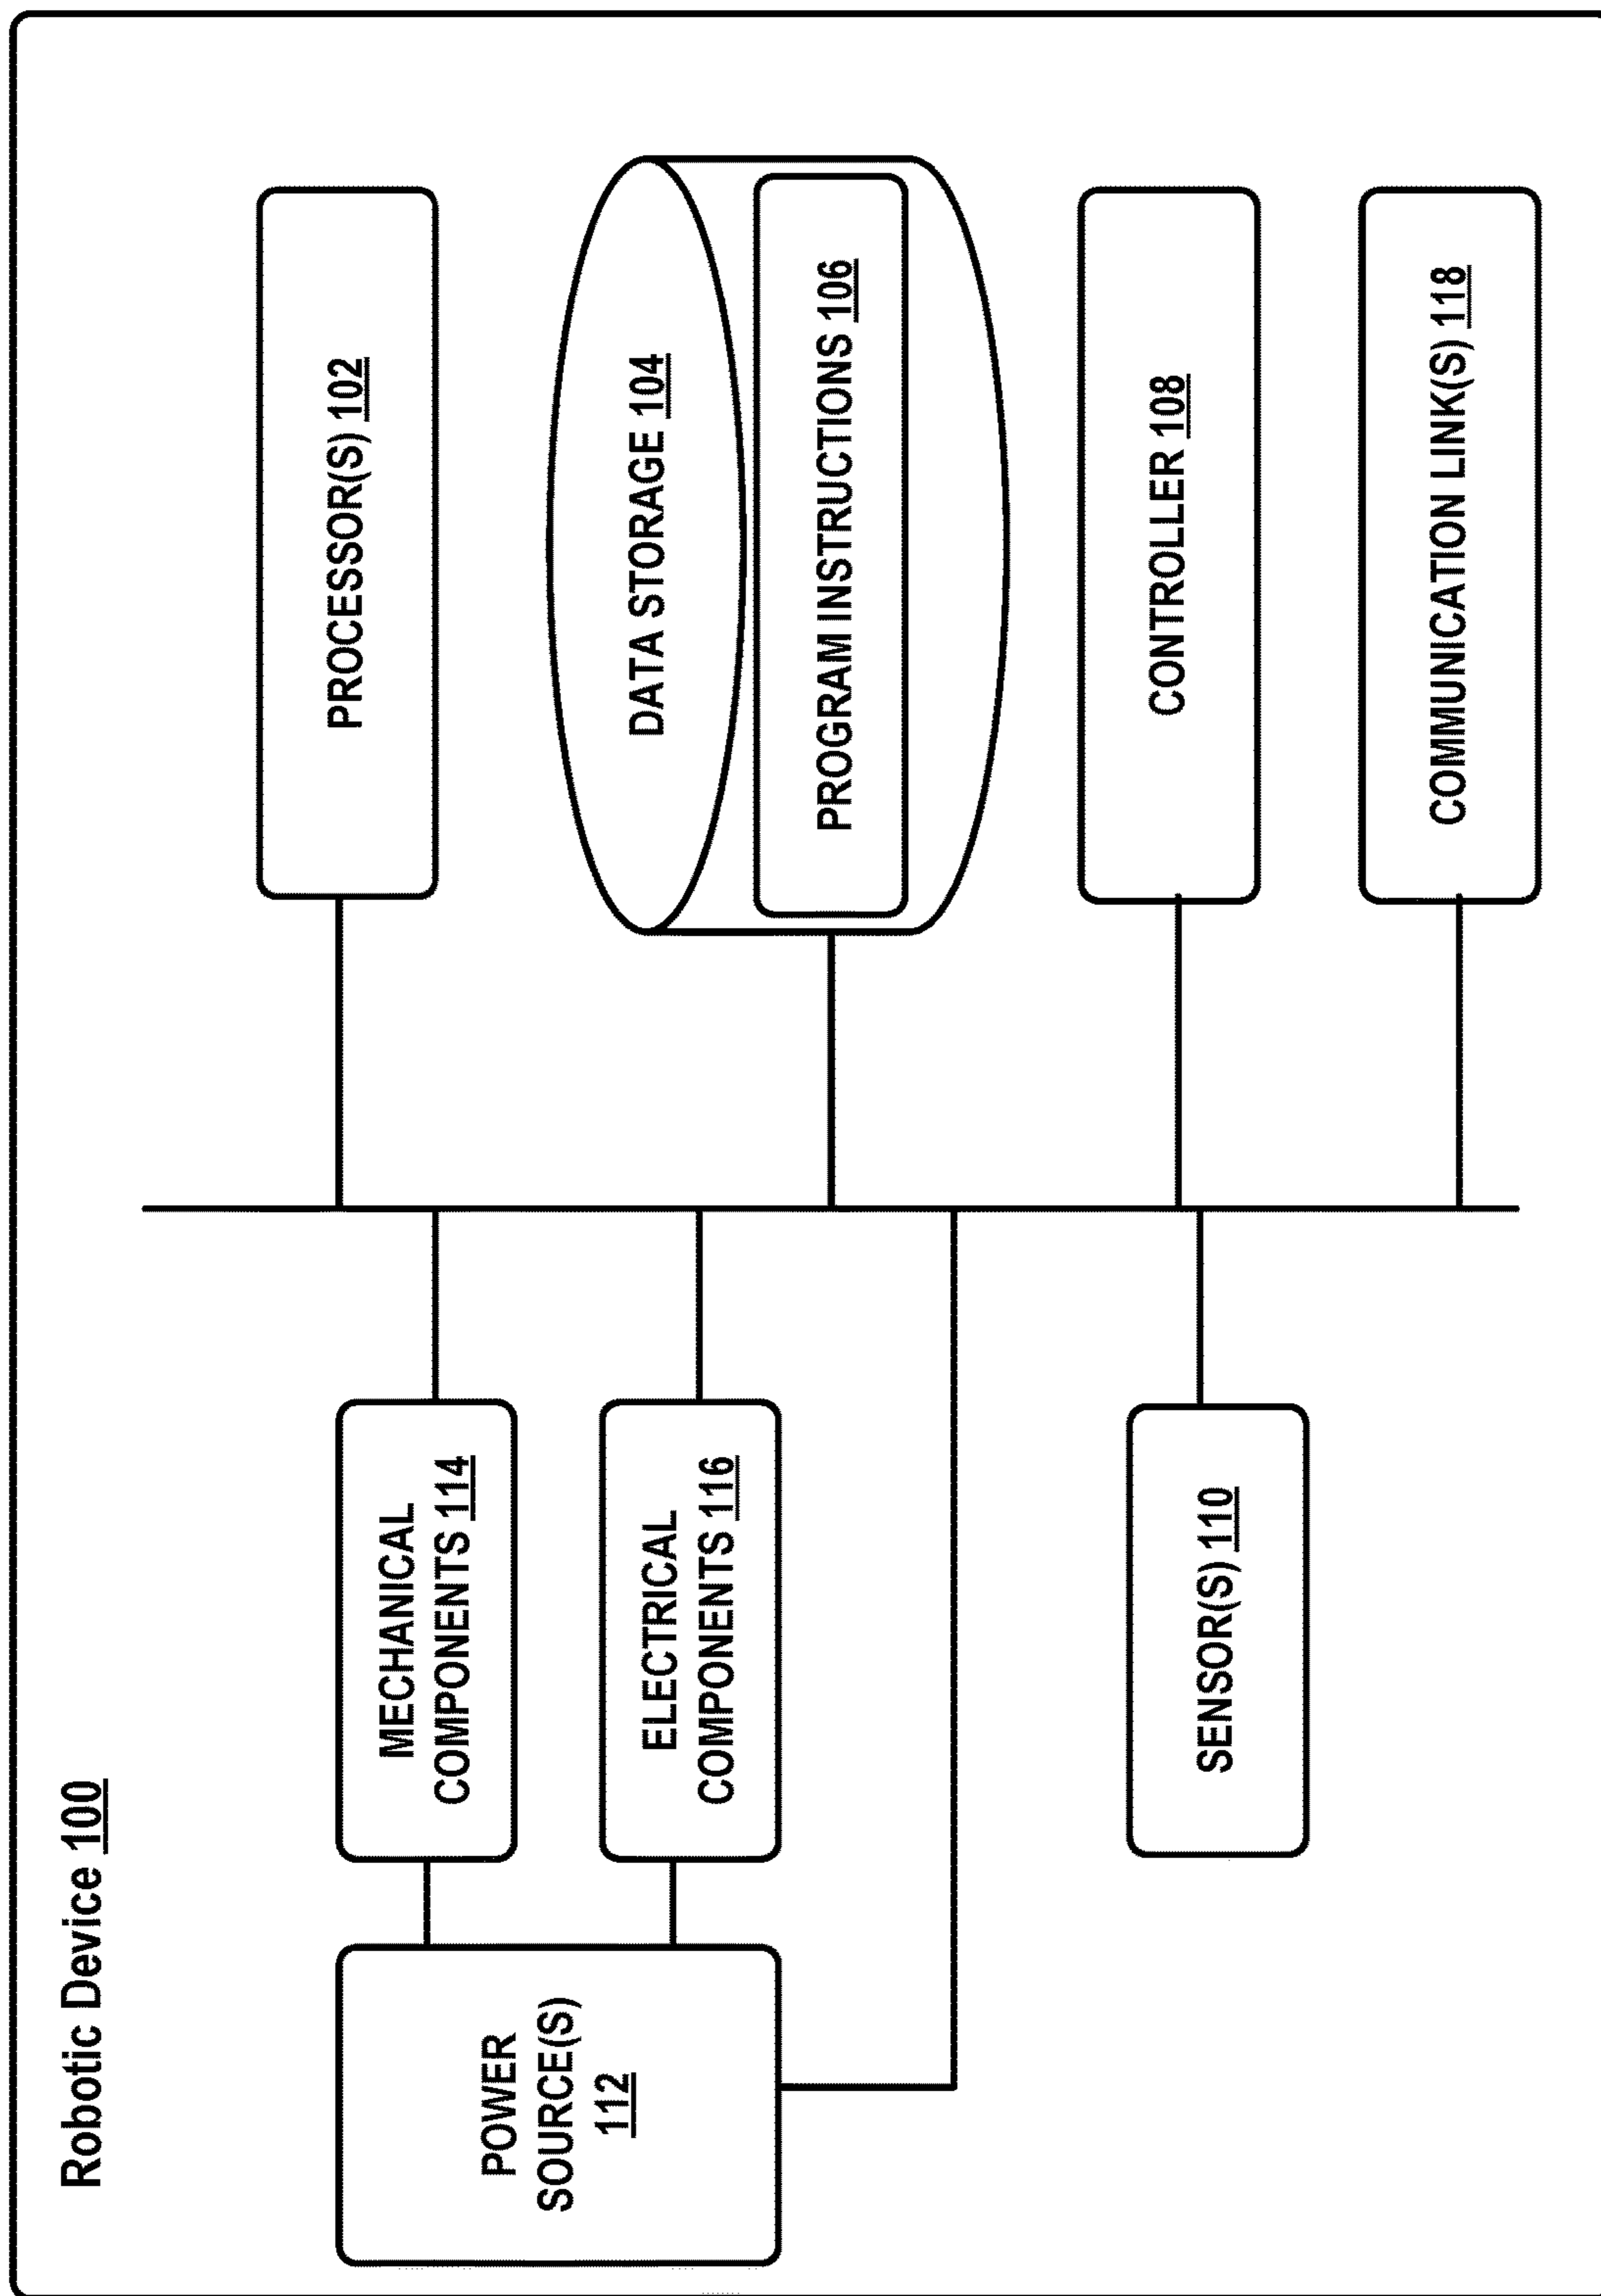 Robotic Device 100
POWER
SOURCE(S)
112
MECHANICAL
COMPONENTS 114
ELECTRICAL
COMPONENTS 116
SENSOR(S) 110
PROCESSOR(S) 102
DATA STORAGE 104
PROGRAM INSTRUCTIONS 106
CONTROLLER 108
COMMUNICATION LINK(S) 118